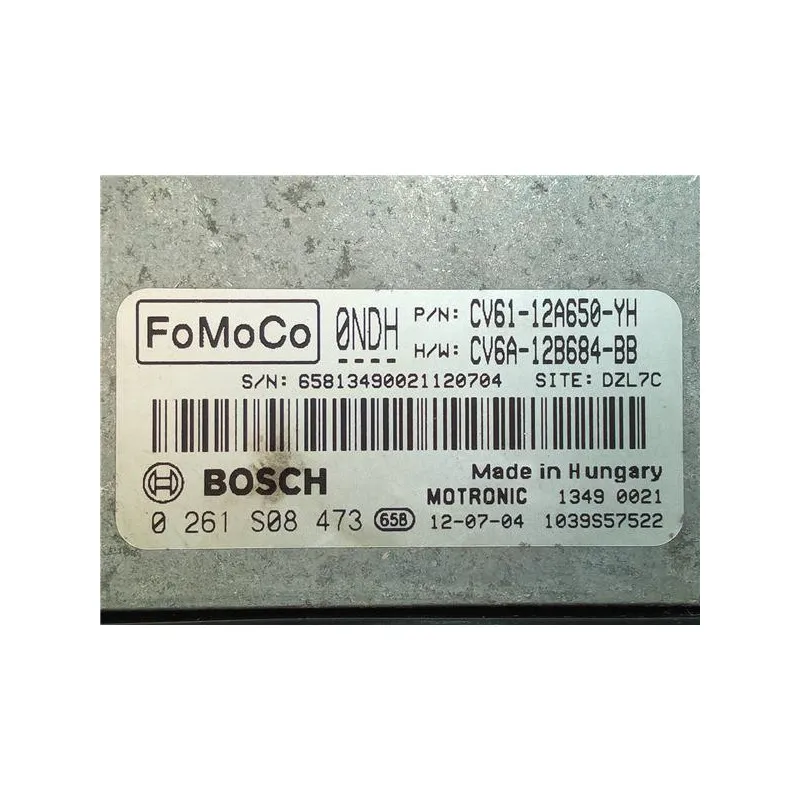 FoMoCo 0NDH P/N: CV61-12A650-YH
H/W: CV6A-12B684-BB
S/N: 65813490021120704 SITE: DZL7C
BOSCH Made in Hungary
MOTRONIC 1349 0021
0 261 S08 473 65B 12-07-04 1039S57522